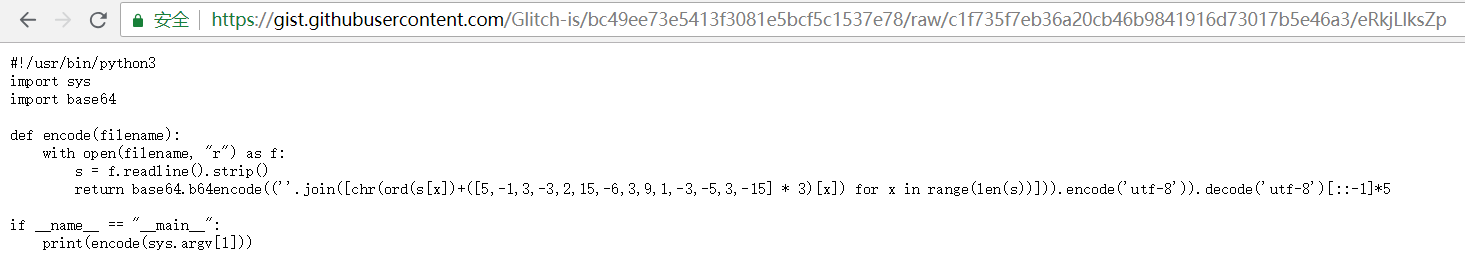 安全 https://gist.githubusercontent.com/Glitch-is/bc49ee73e5413f3081e5bcf5c1537e78/raw/c1f735f7eb36a20cb46b9841916d73017b5e46a3/eRkjLlksZp
#!/usr/bin/python3
import sys
import base64

def encode(filename):
    with open(filename, "r") as f:
        s = f.readline().strip()
        return base64.b64encode((''.join([chr(ord(s[x])+([5,-1,3,-3,2,15,-6,3,9,1,-3,-5,3,-15] * 3)[x]) for x in range(len(s))])).encode('utf-8')).decode('utf-8')[::-1]*5

if __name__ == "__main__":
    print(encode(sys.argv[1]))